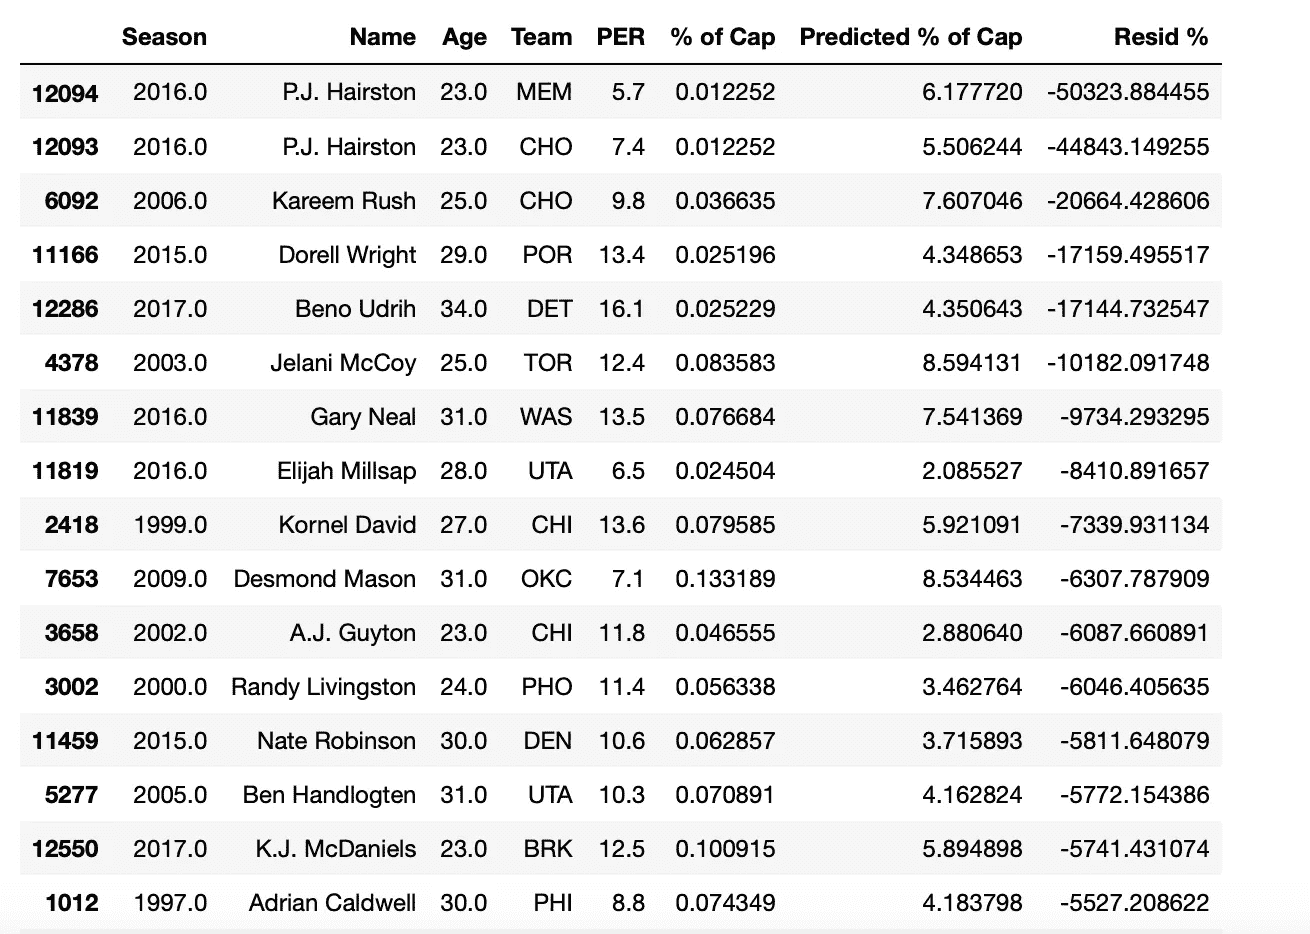 Season Name Age Team PER % of Cap Predicted % of Cap Resid %
12094 2016.0 P.J. Hairston 23.0 MEM 5.7 0.012252 6.177720 -50323.884455
12093 2016.0 P.J. Hairston 23.0 CHO 7.4 0.012252 5.506244 -44843.149255
6092 2006.0 Kareem Rush 25.0 CHO 9.8 0.036635 7.607046 -20664.428606
11166 2015.0 Dorell Wright 29.0 POR 13.4 0.025196 4.348653 -17159.495517
12286 2017.0 Beno Udrih 34.0 DET 16.1 0.025229 4.350643 -17144.732547
4378 2003.0 Jelani McCoy 25.0 TOR 12.4 0.083583 8.594131 -10182.091748
11839 2016.0 Gary Neal 31.0 WAS 13.5 0.076684 7.541369 -9734.293295
11819 2016.0 Elijah Millsap 28.0 UTA 6.5 0.024504 2.085527 -8410.891657
2418 1999.0 Kornel David 27.0 CHI 13.6 0.079585 5.921091 -7339.931134
7653 2009.0 Desmond Mason 31.0 OKC 7.1 0.133189 8.534463 -6307.787909
3658 2002.0 A.J. Guyton 23.0 CHI 11.8 0.046555 2.880640 -6087.660891
3002 2000.0 Randy Livingston 24.0 PHO 11.4 0.056338 3.462764 -6046.405635
11459 2015.0 Nate Robinson 30.0 DEN 10.6 0.062857 3.715893 -5811.648079
5277 2005.0 Ben Handlogten 31.0 UTA 10.3 0.070891 4.162824 -5772.154386
12550 2017.0 K.J. McDaniels 23.0 BRK 12.5 0.100915 5.894898 -5741.431074
1012 1997.0 Adrian Caldwell 30.0 PHI 8.8 0.074349 4.183798 -5527.208622